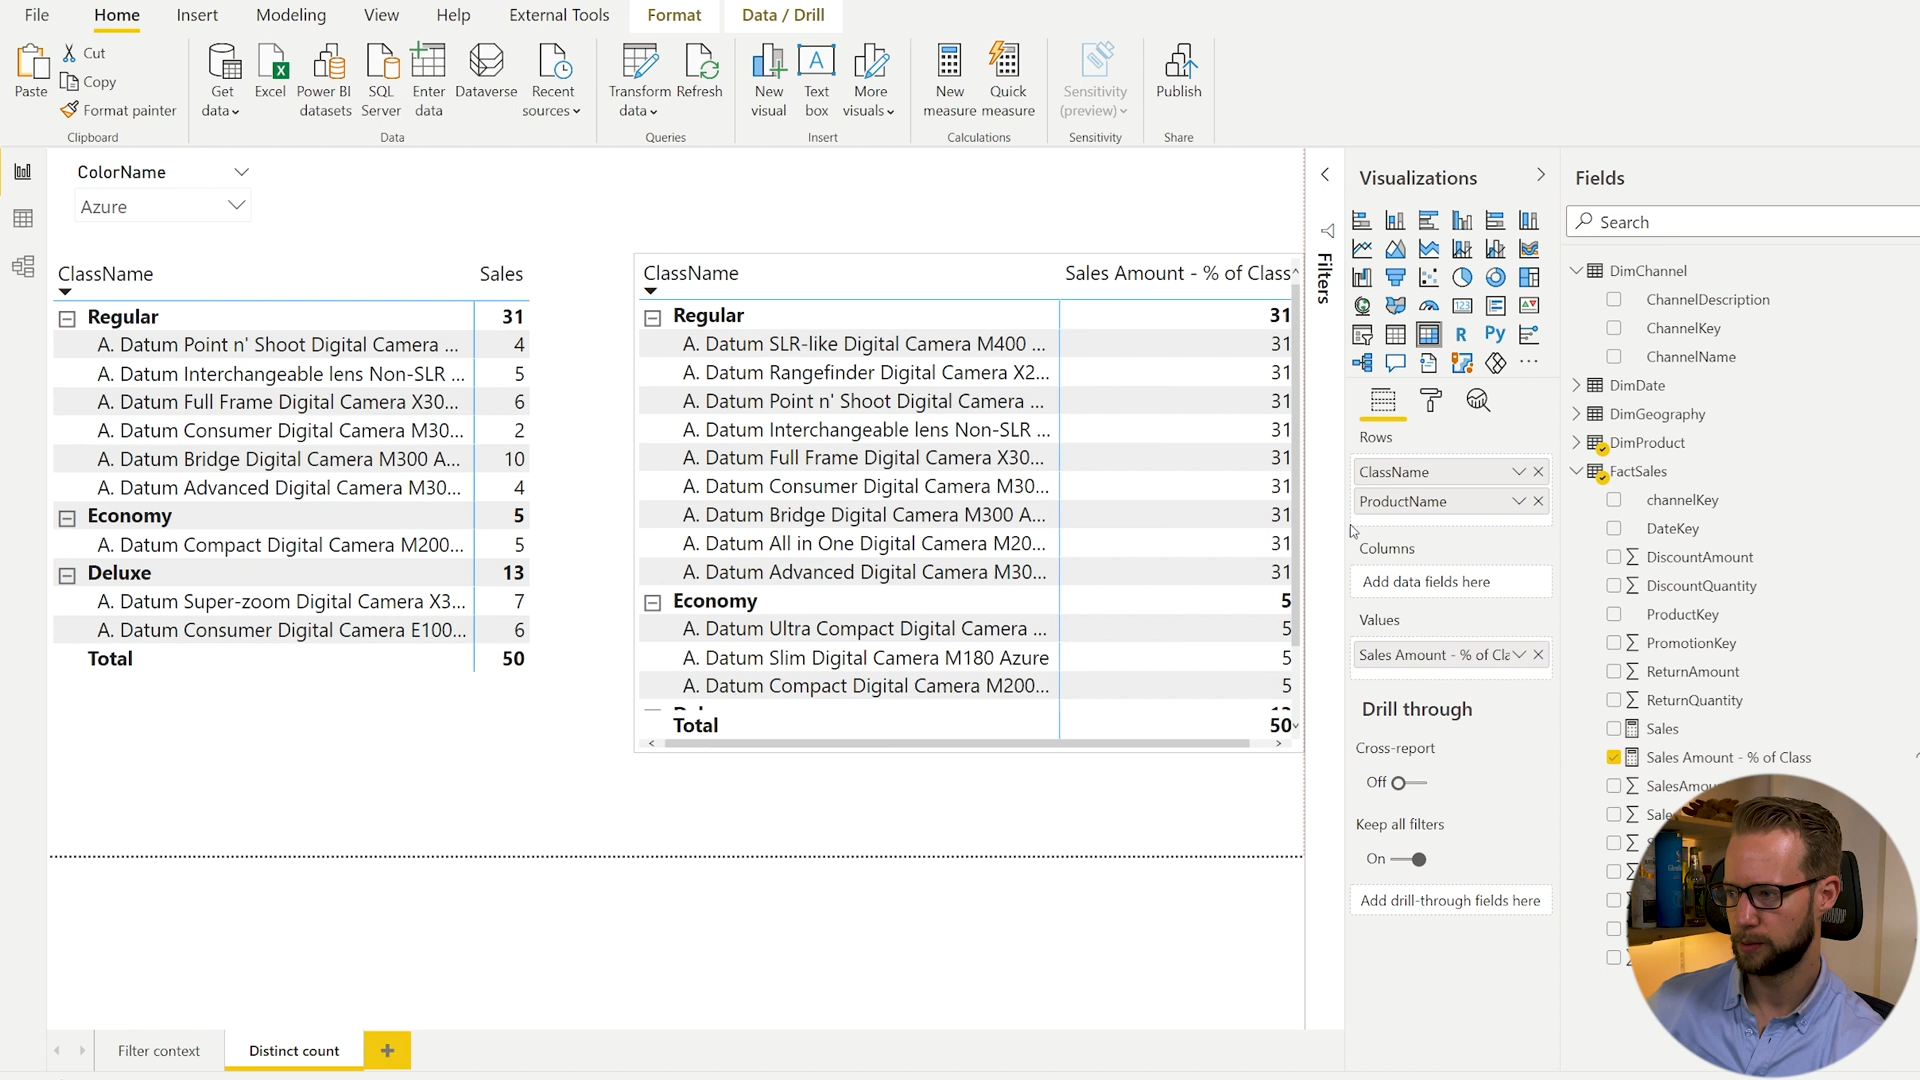 File Home Insert Modeling View Help External Tools Format Data / Drill
Paste Cut
Copy
Format painter
Clipboard
Get data Excel Power BI datasets SQL Server Enter data Dataverse Recent sources
Data
Transform data Refresh
Queries
New visual Text box More visuals
Insert
New measure Quick measure
Calculations
Sensitivity (preview)
Sensitivity
Publish
Share
ColorName
Azure
ClassName Sales
Regular 31
A. Datum Point n' Shoot Digital Camera ... 4
A. Datum Interchangeable lens Non-SLR ... 5
A. Datum Full Frame Digital Camera X30... 6
A. Datum Consumer Digital Camera M30... 2
A. Datum Bridge Digital Camera M300 A... 10
A. Datum Advanced Digital Camera M30... 4
Economy 5
A. Datum Compact Digital Camera M200... 5
Deluxe 13
A. Datum Super-zoom Digital Camera X3... 7
A. Datum Consumer Digital Camera E100... 6
Total 50
ClassName Sales Amount - % of Class
Regular 31
A. Datum SLR-like Digital Camera M400 ... 31
A. Datum Rangefinder Digital Camera X2... 31
A. Datum Point n' Shoot Digital Camera ... 31
A. Datum Interchangeable lens Non-SLR ... 31
A. Datum Full Frame Digital Camera X30... 31
A. Datum Consumer Digital Camera M30... 31
A. Datum Bridge Digital Camera M300 A... 31
A. Datum All in One Digital Camera M20... 31
A. Datum Advanced Digital Camera M30... 31
Economy 5
A. Datum Ultra Compact Digital Camera ... 5
A. Datum Slim Digital Camera M180 Azure 5
A. Datum Compact Digital Camera M200... 5
Total 50
Filters
Visualizations
R Py
123
Rows
ClassName
ProductName
Columns
Add data fields here
Values
Sales Amount - % of Cla
Drill through
Cross-report
Off
Keep all filters
On
Add drill-through fields here
Fields
Search
DimChannel
ChannelDescription
ChannelKey
ChannelName
DimDate
DimGeography
DimProduct
FactSales
channelKey
DateKey
DiscountAmount
DiscountQuantity
ProductKey
PromotionKey
ReturnAmount
ReturnQuantity
Sales
Sales Amount - % of Class
SalesAmou
Sale
Filter context Distinct count +